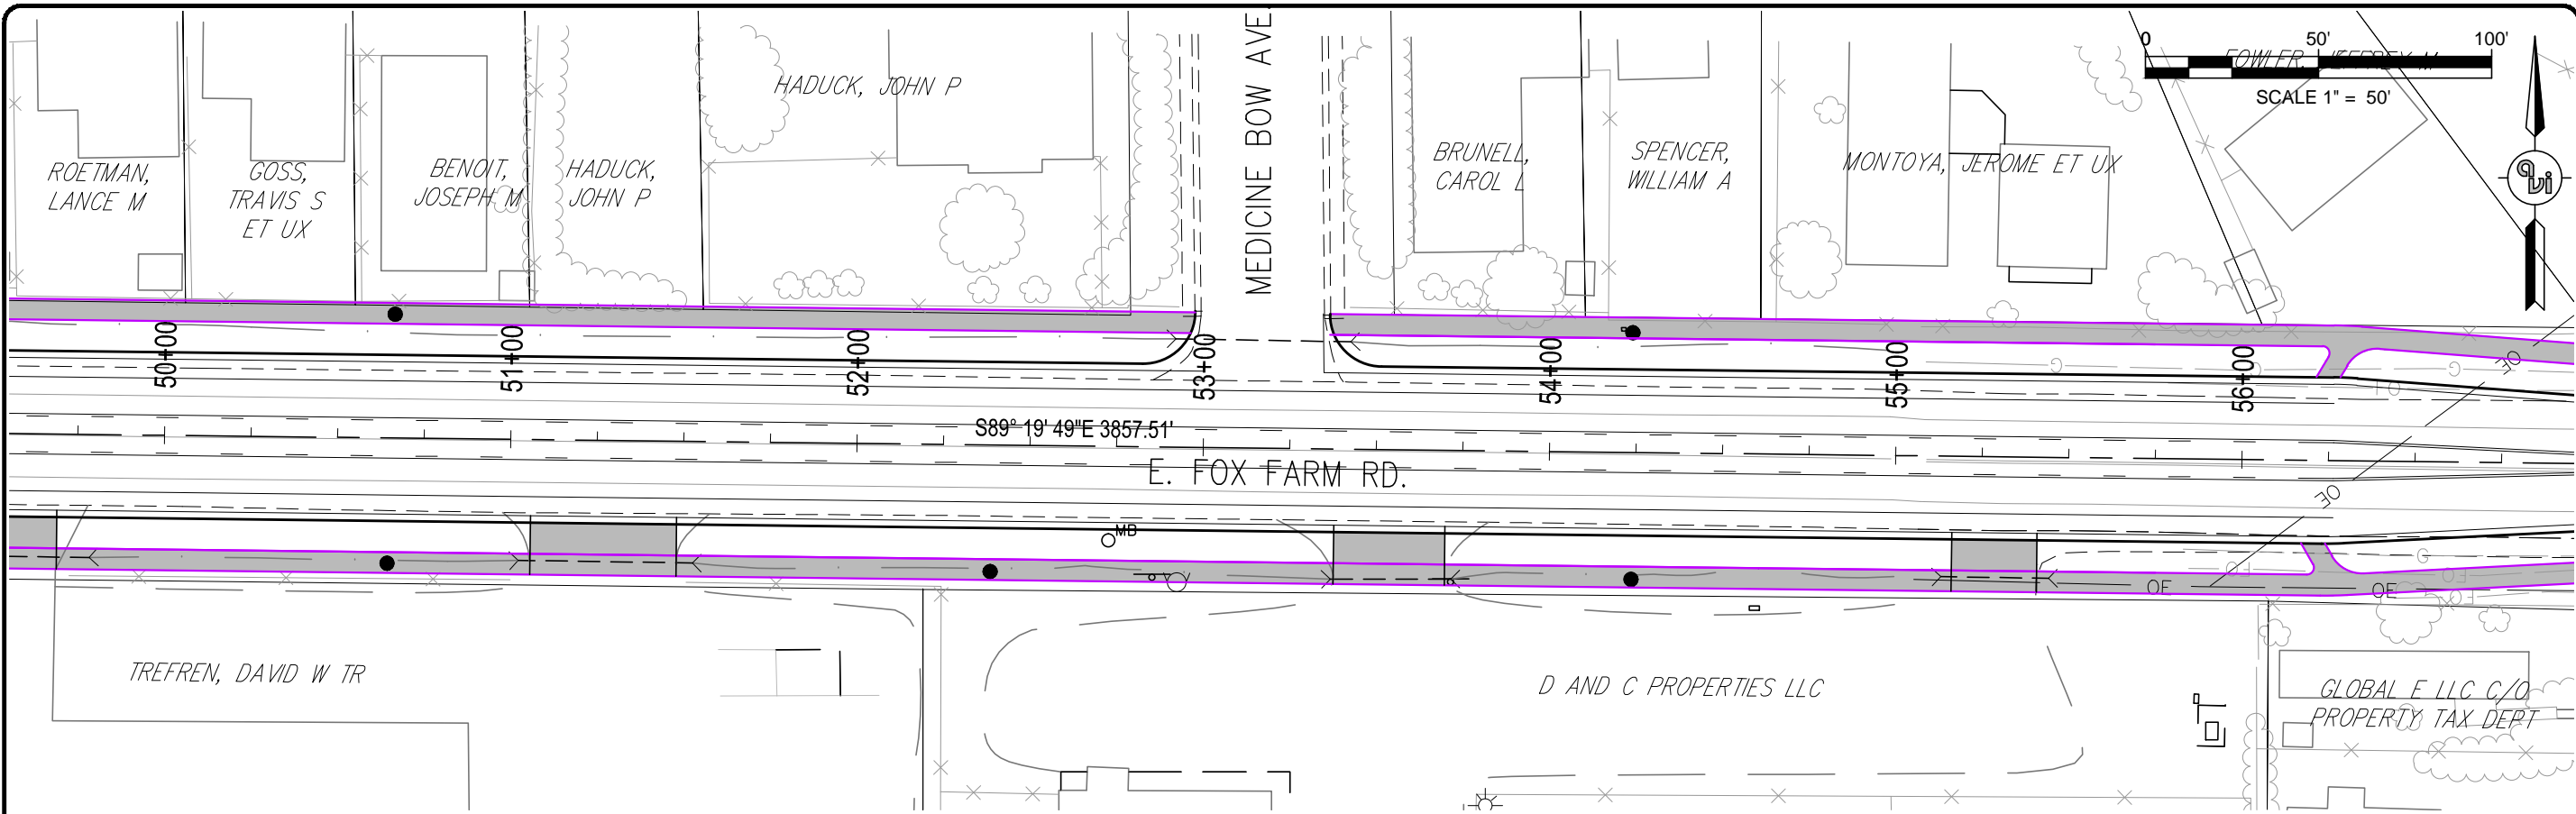 MEDICINE BOW AVE.
0 50' 100'
FOWLER, JEFFREY M
SCALE 1" = 50'
HADUCK, JOHN P
ROETMAN,
LANCE M
GOSS,
TRAVIS S
ET UX
BENOIT,
JOSEPH M
HADUCK,
JOHN P
BRUNELL,
CAROL L
SPENCER,
WILLIAM A
MONTOYA, JEROME ET UX
50+00
51+00
52+00
53+00
54+00
55+00
56+00
G
G
OE
S89° 19' 49"E 3857.51'
E. FOX FARM RD.
OE
MB
G
OE
OE
TREFREN, DAVID W TR
D AND C PROPERTIES LLC
GLOBAL E LLC C/O
PROPERTY TAX DEPT